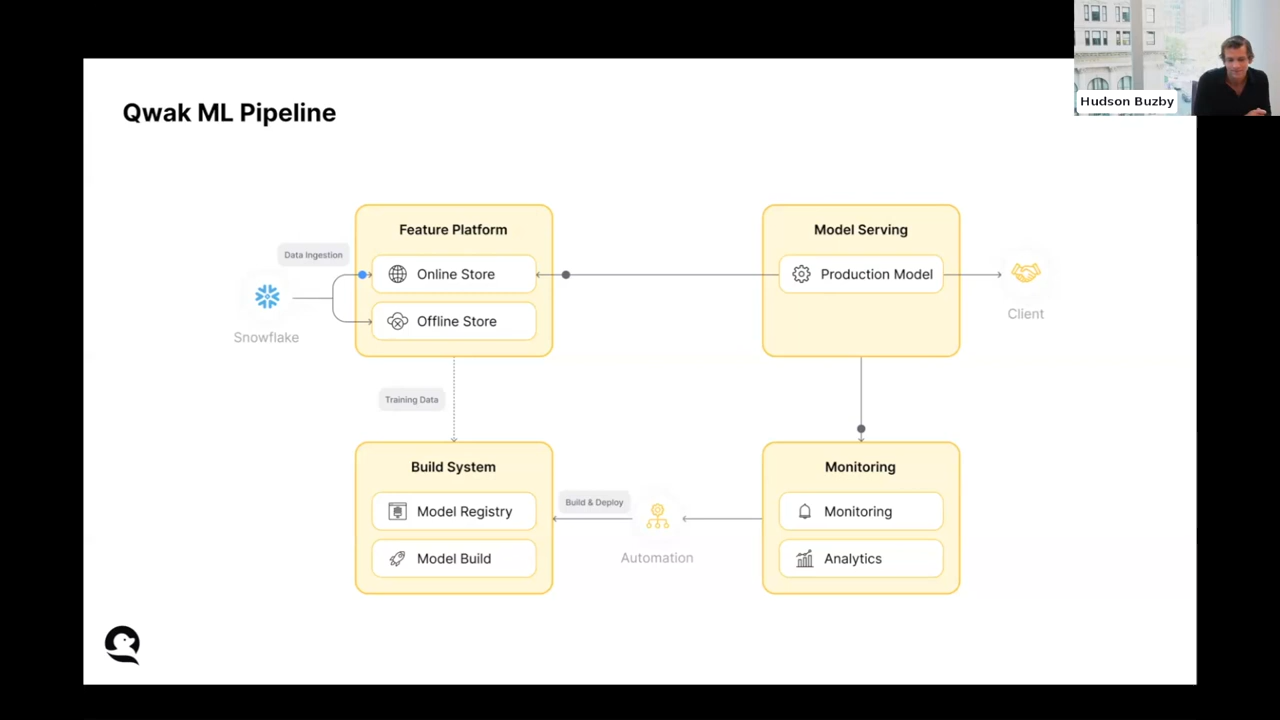 Hudson Buzby
Qwak ML Pipeline
Feature Platform
Model Serving
Data Ingestion
Online Store
Production Model
Offline Store
Client
Snowflake
Training Data
Build System
Monitoring
Build & Deploy
Model Registry
Monitoring
Automation
Model Build
Analytics